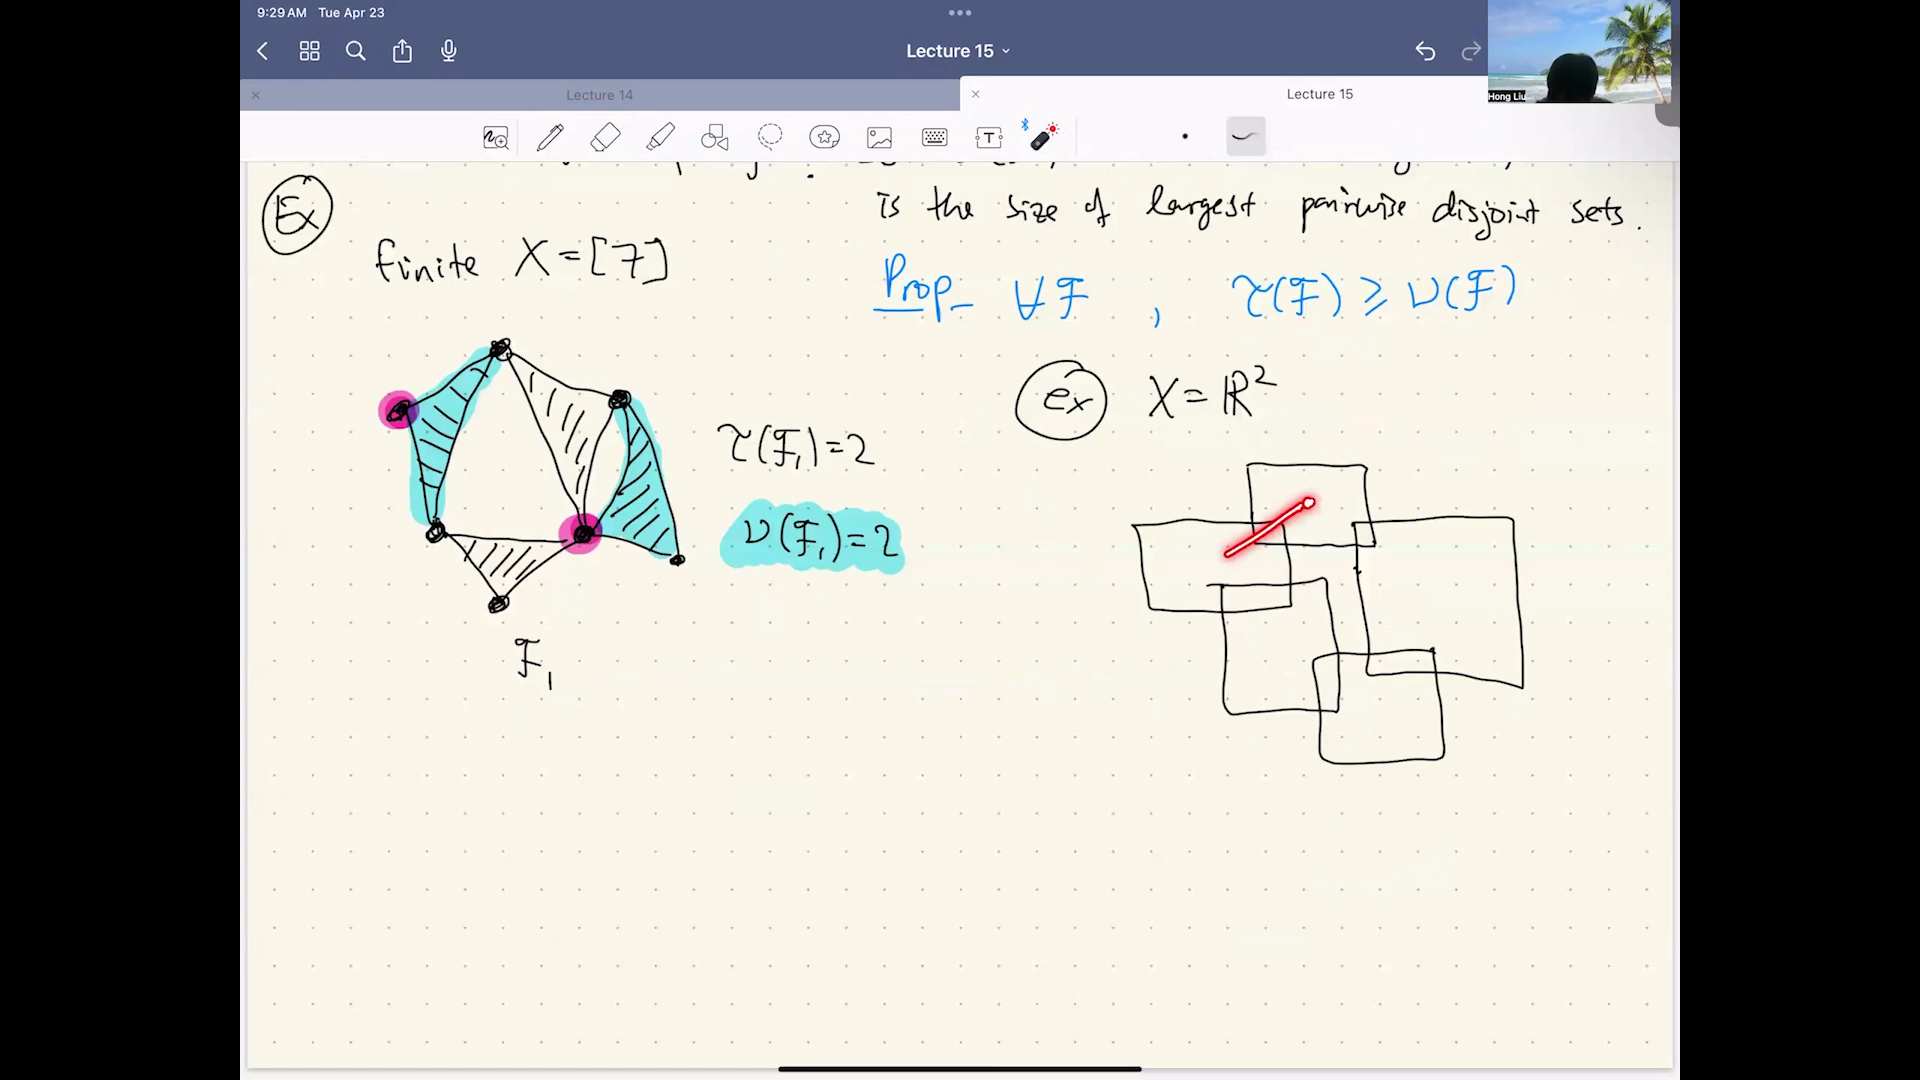 9:29 AM Tue Apr 23
Lecture 15
Lecture 14
Lecture 15
Hong Liu
T
Ex
is the size of largest pairwise disjoint sets.
finite X = [7]
Prop ∀ℱ, τ(ℱ) ≥ ν(ℱ)
ex X = ℝ²
τ(ℱ₁) = 2
ν(ℱ₁) = 2
ℱ₁